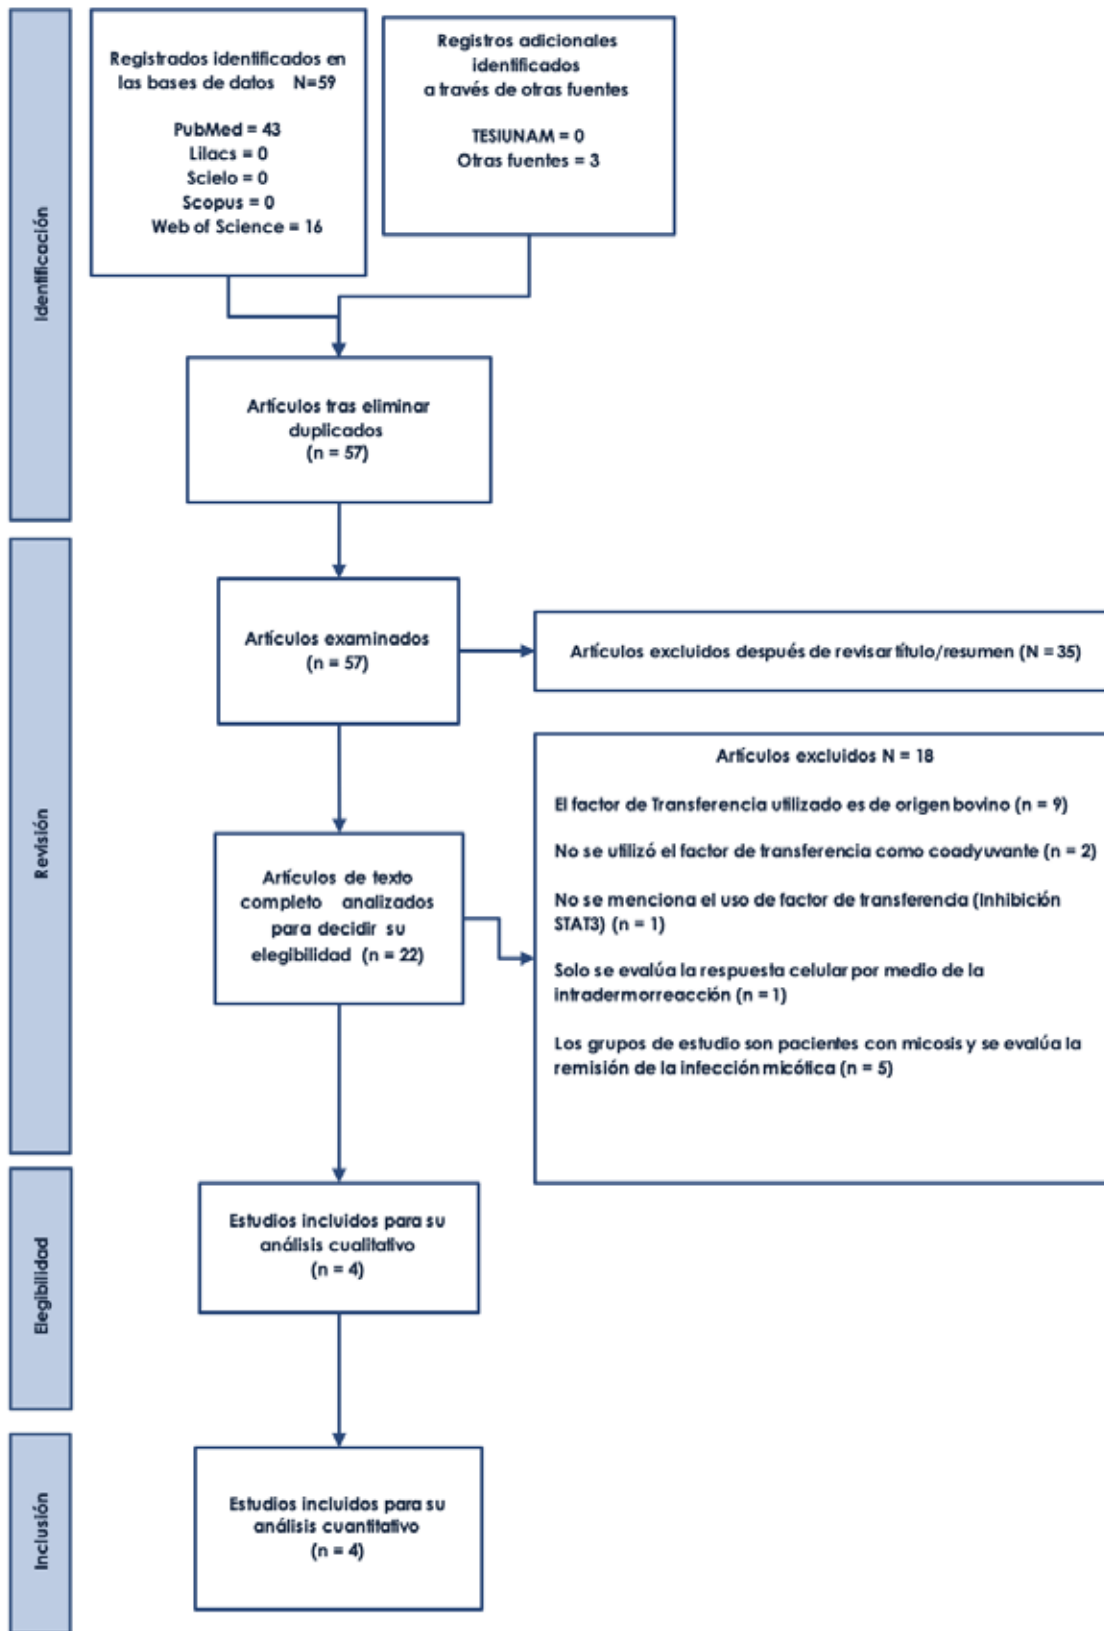 Identificación
Registrados identificados en
las bases de datos N=59
PubMed = 43
Lilacs = 0
Scielo = 0
Scopus = 0
Web of Science = 16
Registros adicionales
identificados
a través de otras fuentes
TESIUNAM = 0
Otras fuentes = 3
Artículos tras eliminar
duplicados
(n = 57)
Revisión
Artículos examinados
(n = 57)
Artículos excluidos después de revisar título/resumen (N = 35)
Artículos de texto
completo analizados
para decidir su
elegibilidad (n = 22)
Artículos excluidos N = 18
El factor de Transferencia utilizado es de origen bovino (n = 9)
No se utilizó el factor de transferencia como coadyuvante (n = 2)
No se menciona el uso de factor de transferencia (Inhibición
STAT3) (n = 1)
Solo se evalúa la respuesta celular por medio de la
intradermorreacción (n = 1)
Los grupos de estudio son pacientes con micosis y se evalúa la
remisión de la infección micótica (n = 5)
Elegibilidad
Estudios incluidos para su
análisis cualitativo
(n = 4)
Inclusión
Estudios incluidos para su
análisis cuantitativo
(n = 4)